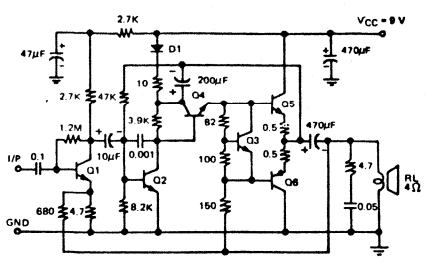 2.7K
VCC = 9 V
47µF
D1
470µF
200µF
Q4
2.7K
47K
10
Q5
3.9K
82
0.5
470µF
1.2M
Q3
10µF
0.001
100
0.5
I/P
0.1
Q1
Q2
Q6
4.7
RL
4Ω
680
4.7
8.2K
150
0.05
GND